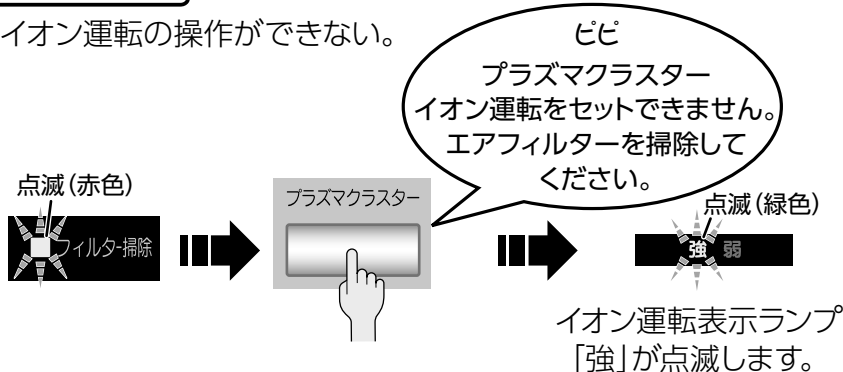 イオン運転の操作ができない。
ピピ
プラズマクラスター
イオン運転をセットできません。
エアフィルターを掃除して
ください。
点滅(赤色)
フィルター掃除
プラズマクラスター
点滅(緑色)
強 弱
イオン運転表示ランプ
「強」が点滅します。